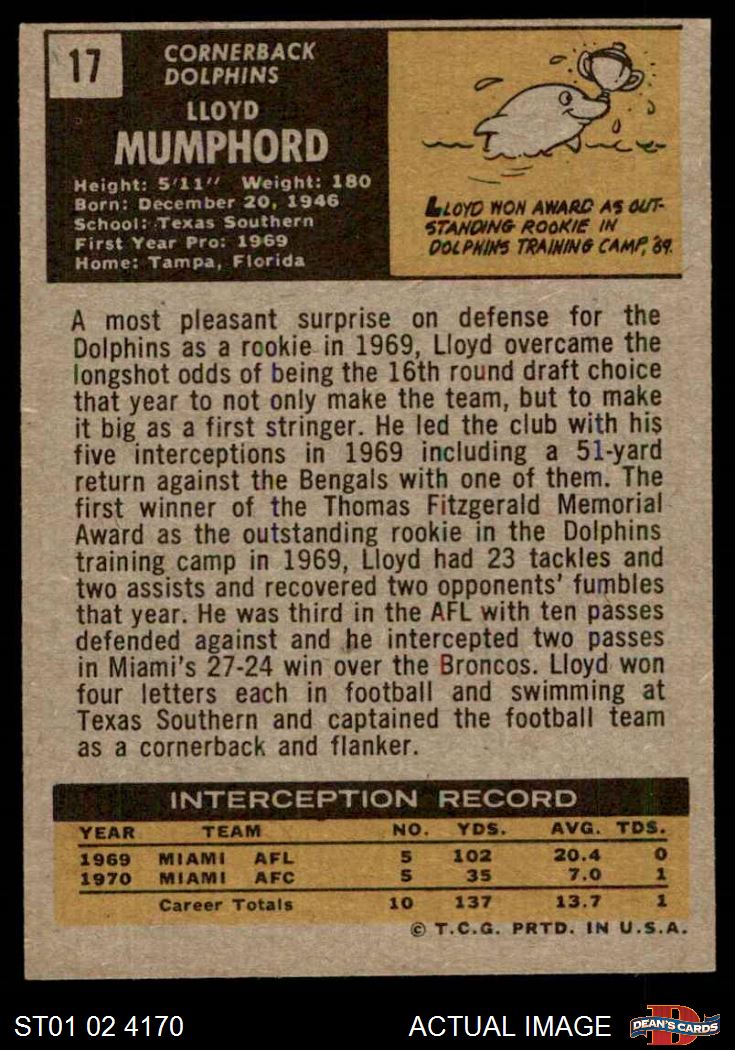 17
CORNERBACK
DOLPHINS
LLOYD
MUMPHORD
Height: 5'11" Weight: 180
Born: December 20, 1946
School: Texas Southern
First Year Pro: 1969
Home: Tampa, Florida
LLOYD WON AWARD AS OUT-
STANDING ROOKIE IN
DOLPHINS TRAINING CAMP, '69.
A most pleasant surprise on defense for the
Dolphins as a rookie in 1969, Lloyd overcame the
longshot odds of being the 16th round draft choice
that year to not only make the team, but to make
it big as a first stringer. He led the club with his
five interceptions in 1969 including a 51-yard
return against the Bengals with one of them. The
first winner of the Thomas Fitzgerald Memorial
Award as the outstanding rookie in the Dolphins
training camp in 1969, Lloyd had 23 tackles and
two assists and recovered two opponents' fumbles
that year. He was third in the AFL with ten passes
defended against and he intercepted two passes
in Miami's 27-24 win over the Broncos. Lloyd won
four letters each in football and swimming at
Texas Southern and captained the football team
as a cornerback and flanker.
INTERCEPTION RECORD
YEAR TEAM NO. YDS. AVG. TDS.
1969 MIAMI AFL 5 102 20.4 0
1970 MIAMI AFC 5 35 7.0 1
Career Totals 10 137 13.7 1
© T.C.G. PRTD. IN U.S.A.
ST01 02 4170 ACTUAL IMAGE D DEAN'S CARDS